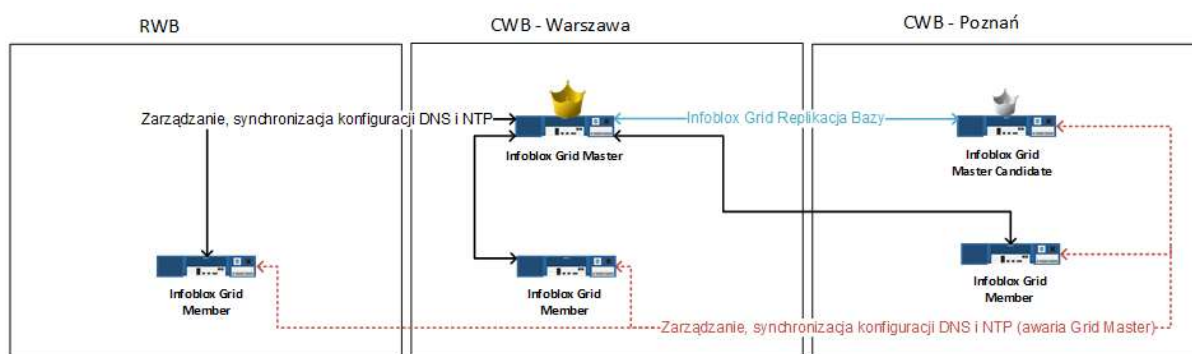 RWB
CWB - Warszawa
CWB - Poznań
Zarządzanie, synchronizacja konfiguracji DNS i NTP
Infoblox Grid Replikacja Bazy
Infoblox Grid Master
Infoblox Grid
Master Candidate
Infoblox Grid
Member
Infoblox Grid
Member
Infoblox Grid
Member
Zarządzanie, synchronizacja konfiguracji DNS i NTP (awaria Grid Master)